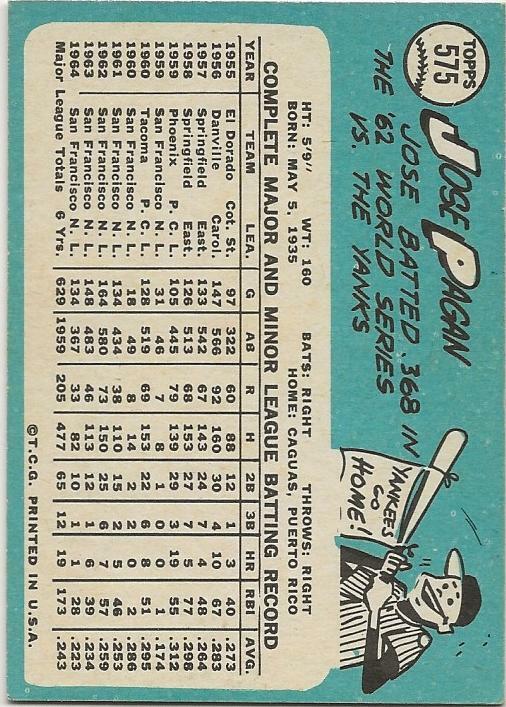 TOPPS
575
JOSE PAGAN
JOSE BATTED .368 IN
THE '62 WORLD SERIES
VS. THE YANKS
YANKEES
GO
HOME!
HT: 5'9" WT: 160 BATS: RIGHT THROWS: RIGHT
BORN: MAY 5, 1935 HOME: CAGUAS, PUERTO RICO
COMPLETE MAJOR AND MINOR LEAGUE BATTING RECORD
YEAR TEAM LEA. G AB R H 2B 3B HR RBI AVG.
1955 El Dorado Cot. St. 97 322 60 88 12 1 3 40 .273
1956 Danville Carol. 147 566 92 160 30 4 10 67 .283
1957 Springfield East 133 542 67 143 24 7 4 48 .264
1958 Springfield East 126 513 68 153 27 7 5 77 .298
1959 Phoenix P. C. L. 105 445 79 139 29 3 19 55 .312
1959 San Francisco N. L. 31 46 7 8 1 0 0 1 .174
1960 Tacoma P. C. L. 128 519 69 153 22 6 8 51 .295
1960 San Francisco N. L. 18 49 8 14 2 2 0 2 .286
1961 San Francisco N. L. 134 434 38 110 15 2 5 46 .253
1962 San Francisco N. L. 164 580 73 150 25 6 7 57 .259
1963 San Francisco N. L. 148 483 46 113 12 1 6 39 .234
1964 San Francisco N. L. 134 367 33 82 10 1 1 28 .223
Major League Totals 6 Yrs. 629 1959 205 477 65 12 19 173 .243
©T.C.G. PRINTED IN U.S.A.